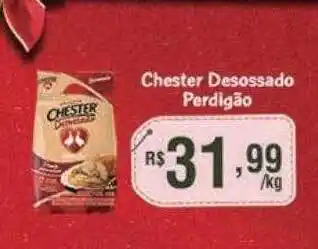 CHESTER
Desossado
Chester Desossado
Perdigão
R$31,99
/kg